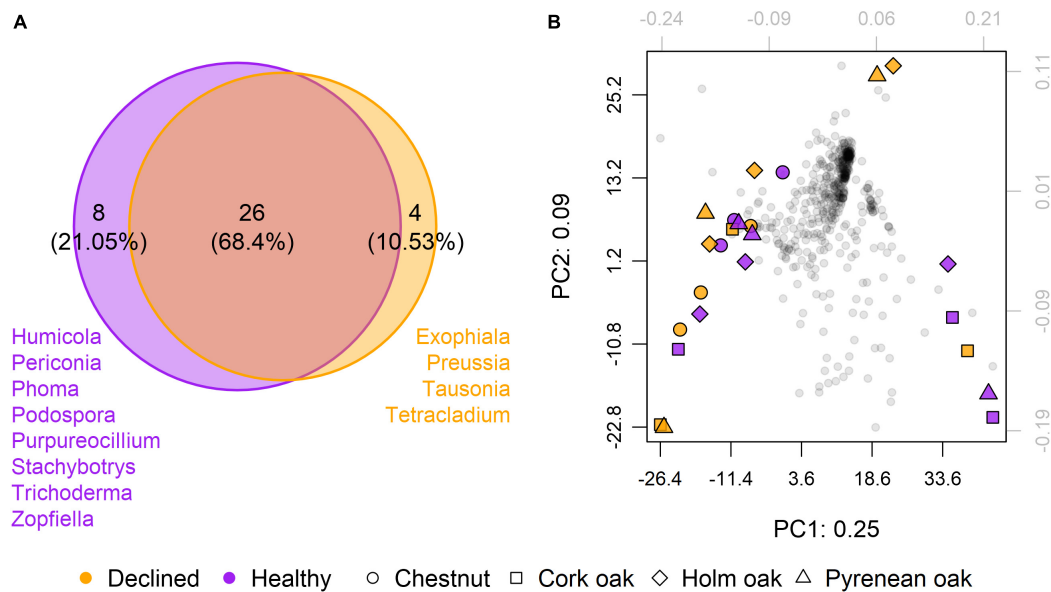 A
8
(21.05%)
26
(68.4%)
4
(10.53%)
Humicola
Periconia
Phoma
Podospora
Purpureocillium
Stachybotrys
Trichoderma
Zopfiella
Exophiala
Preussia
Tausonia
Tetracladium
B
-0.24 -0.09 0.06 0.21
25.2
13.2
1.2
-10.8
-22.8
PC2: 0.09
0.11
0.01
-0.09
-0.19
-26.4 -11.4 3.6 18.6 33.6
PC1: 0.25
Declined Healthy Chestnut Cork oak Holm oak Pyrenean oak